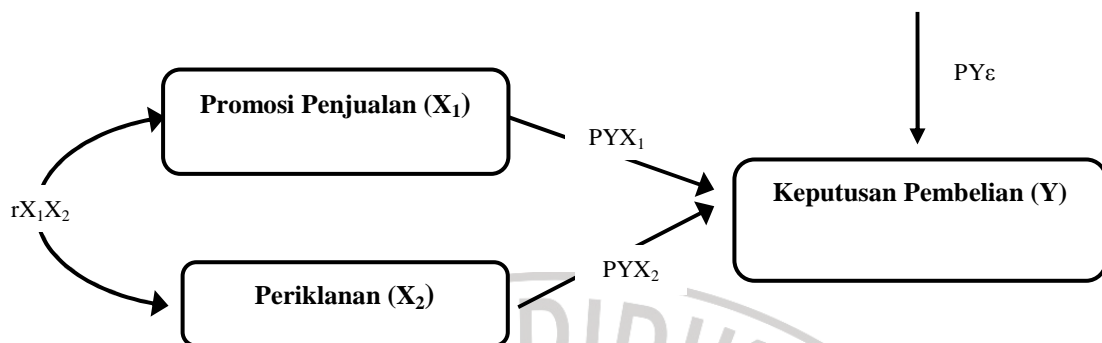 PYε
Promosi Penjualan (X₁)
PYX₁
Keputusan Pembelian (Y)
rX₁X₂
PYX₂
Periklanan (X₂)